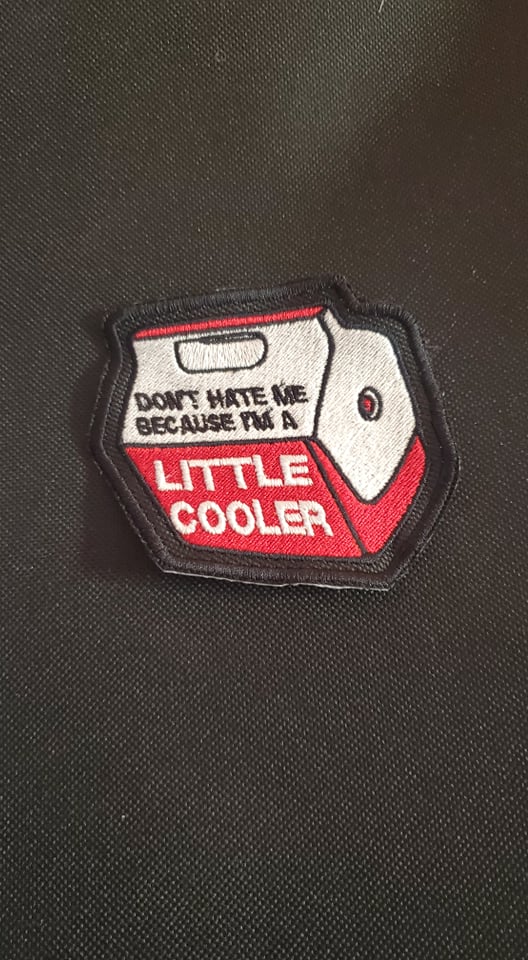 DON'T HATE ME
BECAUSE I'M A
LITTLE
COOLER